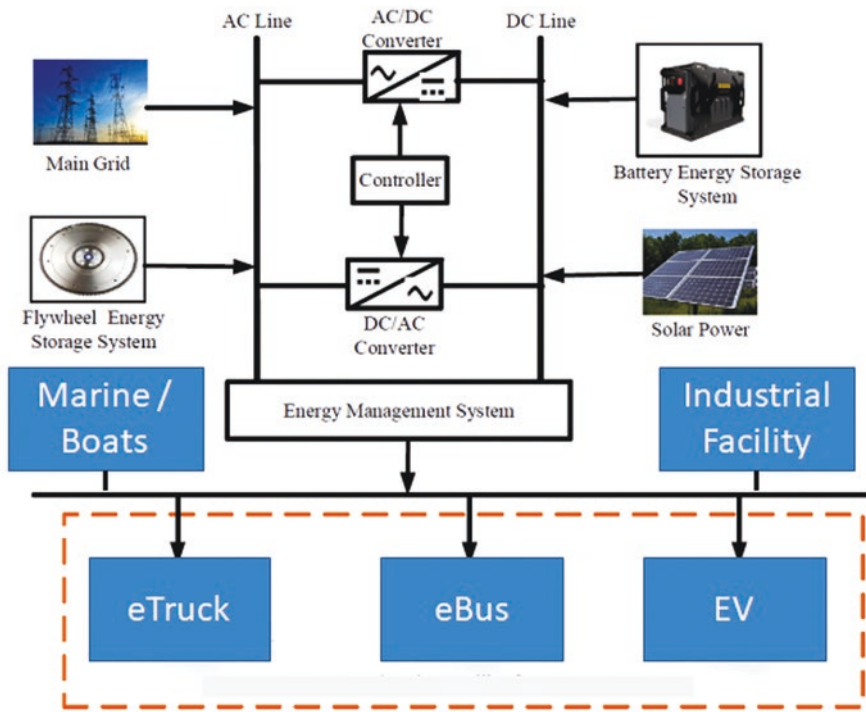 AC Line
AC/DC
Converter
DC Line
Main Grid
Controller
Battery Energy Storage
System
Flywheel Energy
Storage System
DC/AC
Converter
Solar Power
Marine /
Boats
Energy Management System
Industrial
Facility
eTruck
eBus
EV